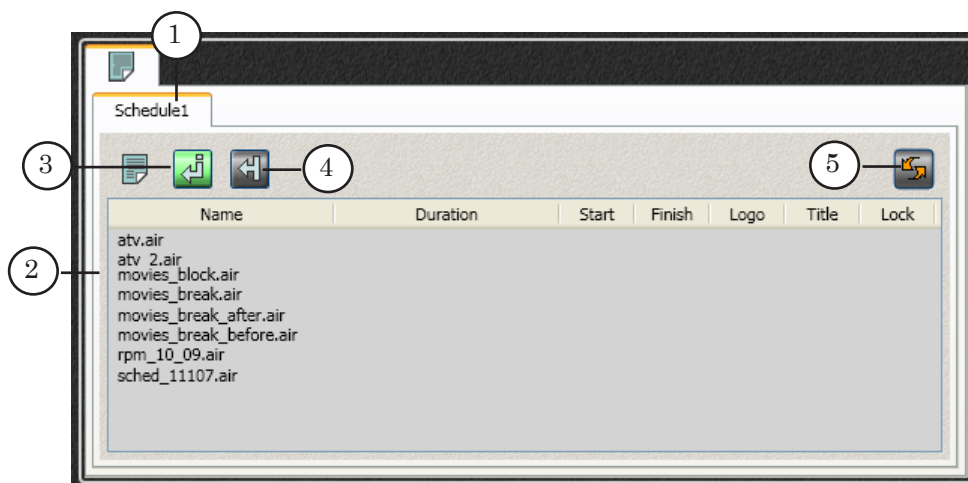 1
Schedule1
3
4
5
Name Duration Start Finish Logo Title Lock
atv.air
atv_2.air
2
movies_block.air
movies_break.air
movies_break_after.air
movies_break_before.air
rpm_10_09.air
sched_11107.air